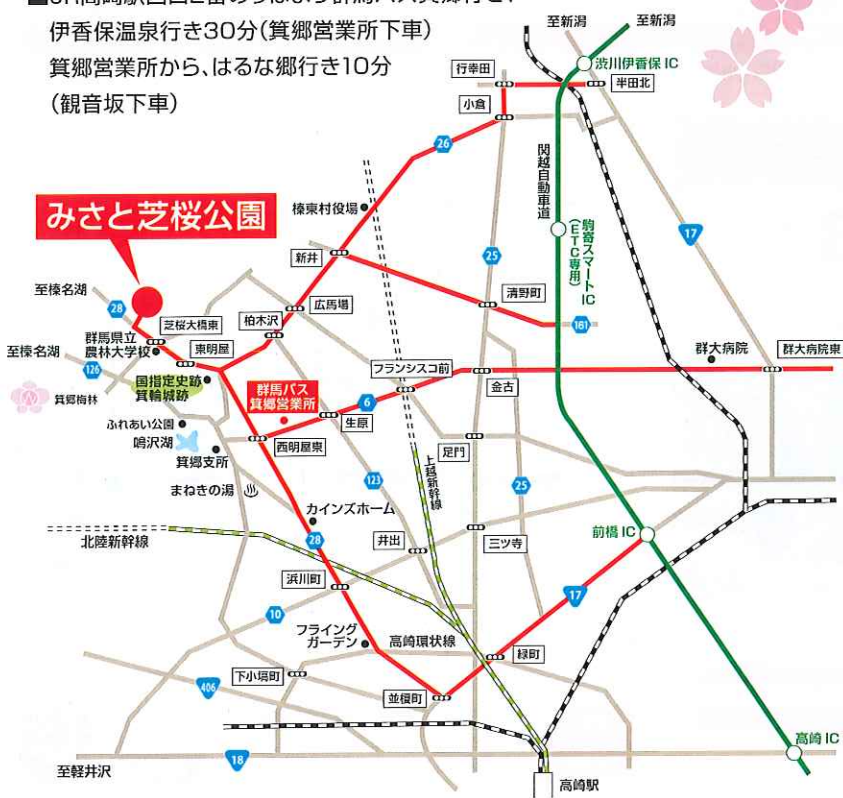 伊香保温泉行き30分(箕郷営業所下車)
箕郷営業所から、はるな郷行き10分
(観音坂下車)
至新潟
至新潟
渋川伊香保 IC
行幸田
半田北
小倉
26
関越自動車道
みさと芝桜公園
榛東村役場
駒寄スマートIC
(ETC専用)
17
25
新井
至榛名湖
28
清野町
広馬場
柏木沢
芝桜大橋東
161
群馬県立
農林大学校
東明屋
至榛名湖
126
フランシスコ前
群大病院
群大病院東
国指定史跡
箕輪城跡
群馬バス
箕郷営業所
金古
箕郷梅林
6
ふれあい公園
生原
鳴沢湖
西明屋東
足門
箕郷支所
上越新幹線
123
25
まねきの湯
カインズホーム
28
井出
三ツ寺
前橋 IC
北陸新幹線
浜川町
17
10
フライング
ガーデン
高崎環状線
緑町
下小塙町
406
並榎町
高崎 IC
18
至軽井沢
高崎駅